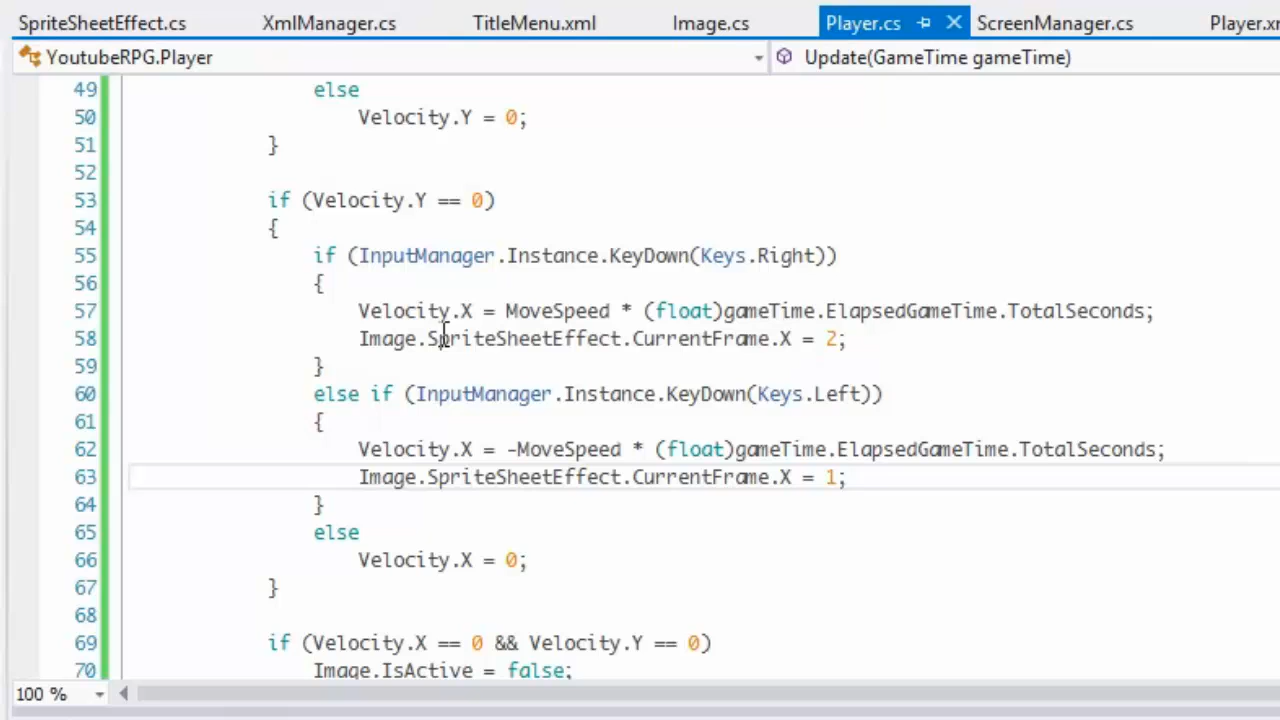 SpriteSheetEffect.cs XmlManager.cs TitleMenu.xml Image.cs Player.cs ScreenManager.cs
YoutubeRPG.Player Update(GameTime gameTime)
49 else
50 Velocity.Y = 0;
51 }
52
53 if (Velocity.Y == 0)
54 {
55 if (InputManager.Instance.KeyDown(Keys.Right))
56 {
57 Velocity.X = MoveSpeed * (float)gameTime.ElapsedGameTime.TotalSeconds;
58 Image.SpriteSheetEffect.CurrentFrame.X = 2;
59 }
60 else if (InputManager.Instance.KeyDown(Keys.Left))
61 {
62 Velocity.X = -MoveSpeed * (float)gameTime.ElapsedGameTime.TotalSeconds;
63 Image.SpriteSheetEffect.CurrentFrame.X = 1;
64 }
65 else
66 Velocity.X = 0;
67 }
68
69 if (Velocity.X == 0 && Velocity.Y == 0)
70 Image.IsActive = false;
100 %